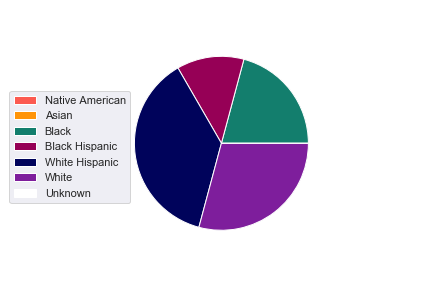 Native American
Asian
Black
Black Hispanic
White Hispanic
White
Unknown